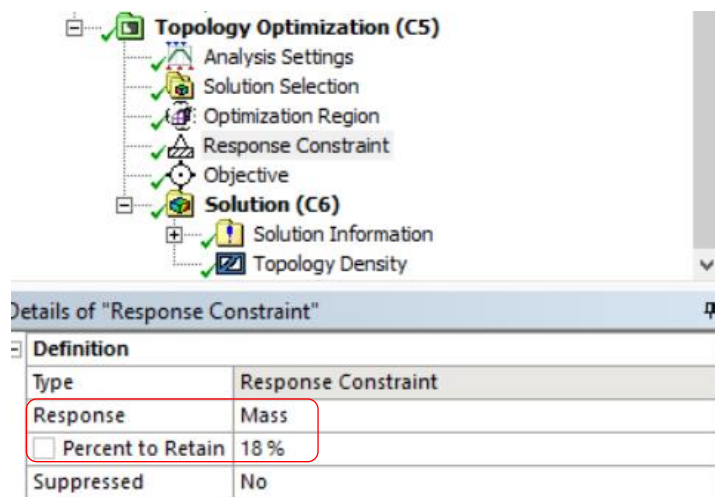 Topology Optimization (C5)
Analysis Settings
Solution Selection
Optimization Region
Response Constraint
Objective
Solution (C6)
Solution Information
Topology Density
Details of "Response Constraint"
Definition
Type Response Constraint
Response Mass
Percent to Retain 18 %
Suppressed No